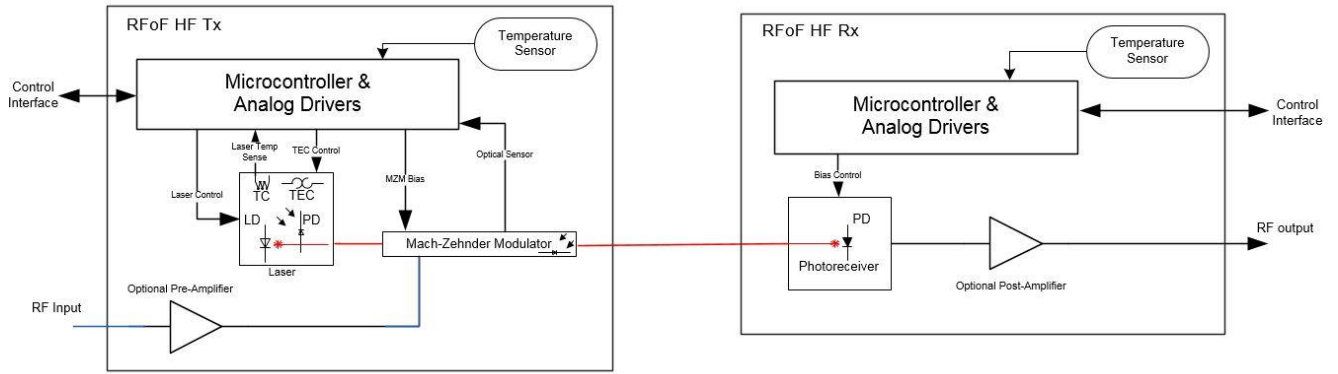 RFoF HF Tx
Temperature
Sensor
Microcontroller &
Analog Drivers
Control
Interface
Laser Temp
Sense
TEC Control
Optical Sensor
Laser Control
MZM Bias
TC
TEC
LD
PD
Laser
Mach-Zehnder Modulator
Optional Pre-Amplifier
RF Input
RFoF HF Rx
Temperature
Sensor
Microcontroller &
Analog Drivers
Control
Interface
Bias Control
PD
Photoreceiver
Optional Post-Amplifier
RF output